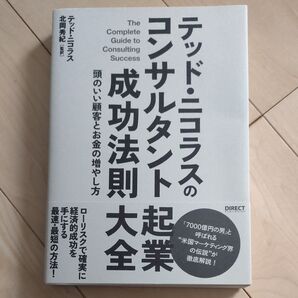 テッド・ニコラスの
コンサルタント起業
成功法則大全
The
Complete
Guide to
Consulting
Success
頭のいい顧客とお金の増やし方
テッド・ニコラス
北岡秀紀
ローリスクで確実に
経済的成功を
手にする
最速・最短の方法!
DIRECT
「7000億円の男」と
呼ばれる
“米国マーケティング界
の伝説”が
徹底解説!